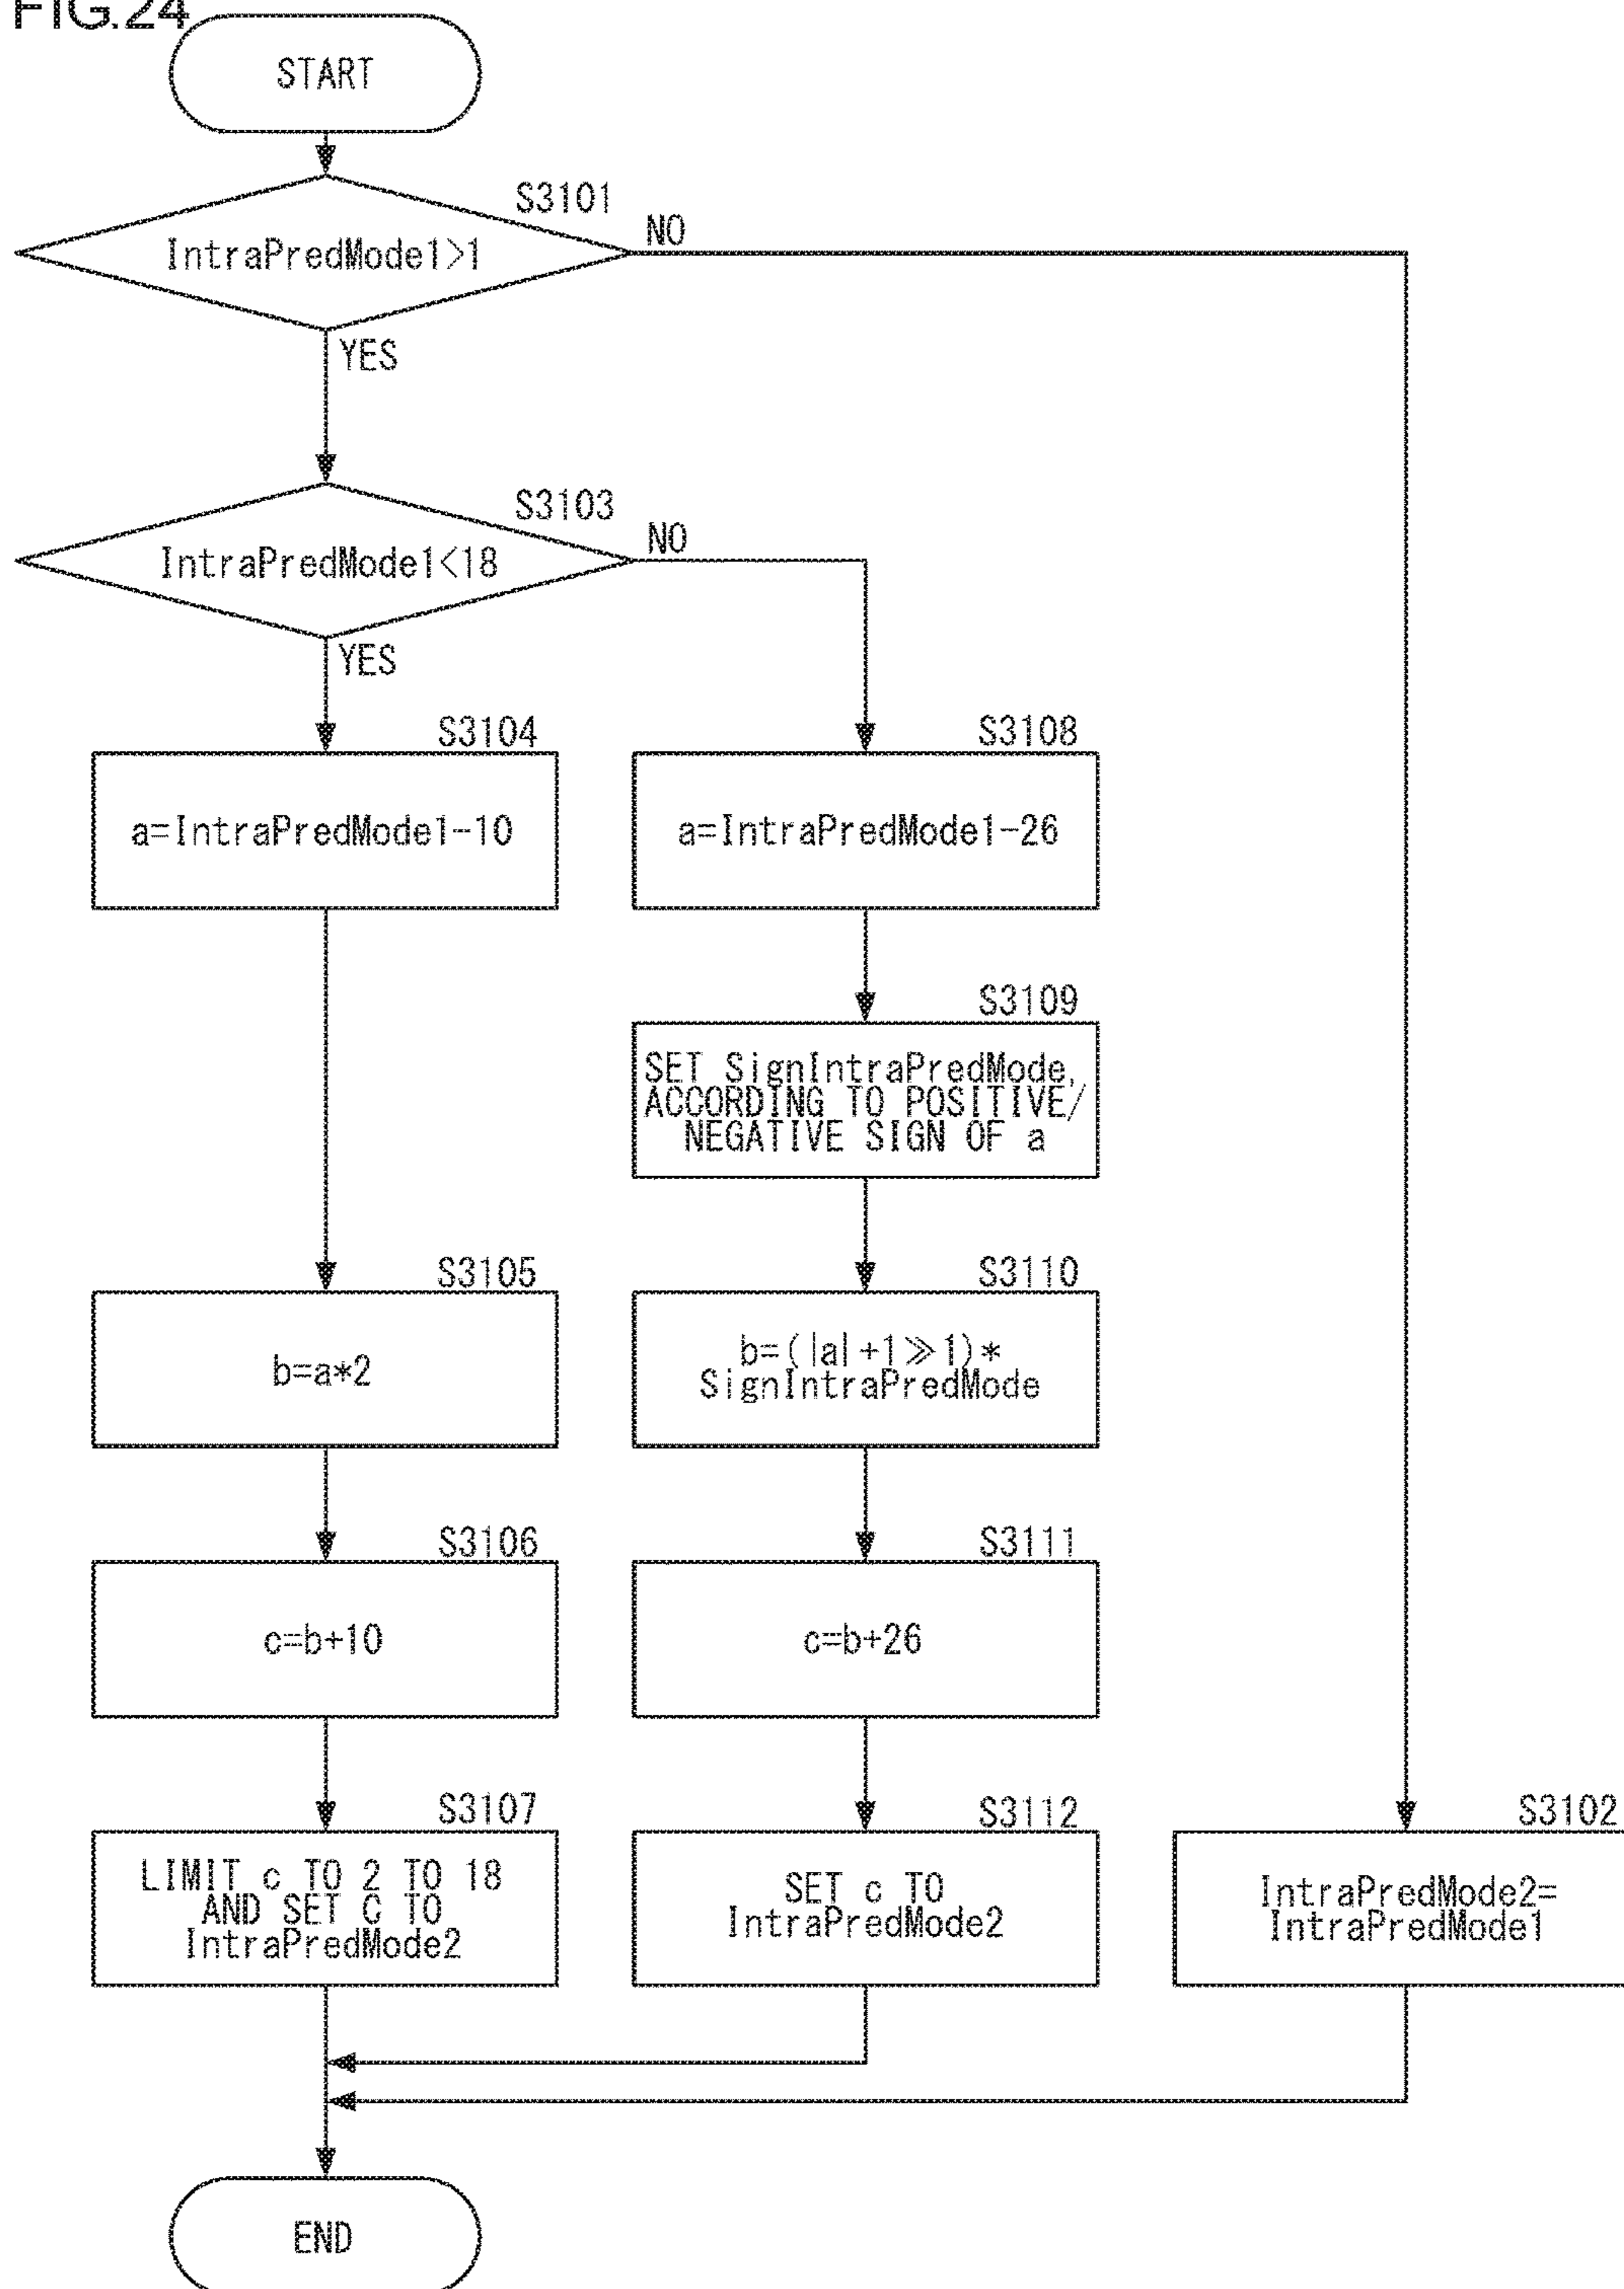 FIG.24
START
S3101
IntraPredMode1>1
NO
YES
S3103
IntraPredMode1<18
NO
YES
S3104
a=IntraPredMode1-10
S3108
a=IntraPredMode1-26
S3109
SET SignIntraPredMode,
ACCORDING TO POSITIVE/
NEGATIVE SIGN OF a
S3105
b=a*2
S3110
b=(|a|+1≫1)*
SignIntraPredMode
S3106
c=b+10
S3111
c=b+26
S3107
LIMIT c TO 2 TO 18
AND SET C TO
IntraPredMode2
S3112
SET c TO
IntraPredMode2
S3102
IntraPredMode2=
IntraPredMode1
END